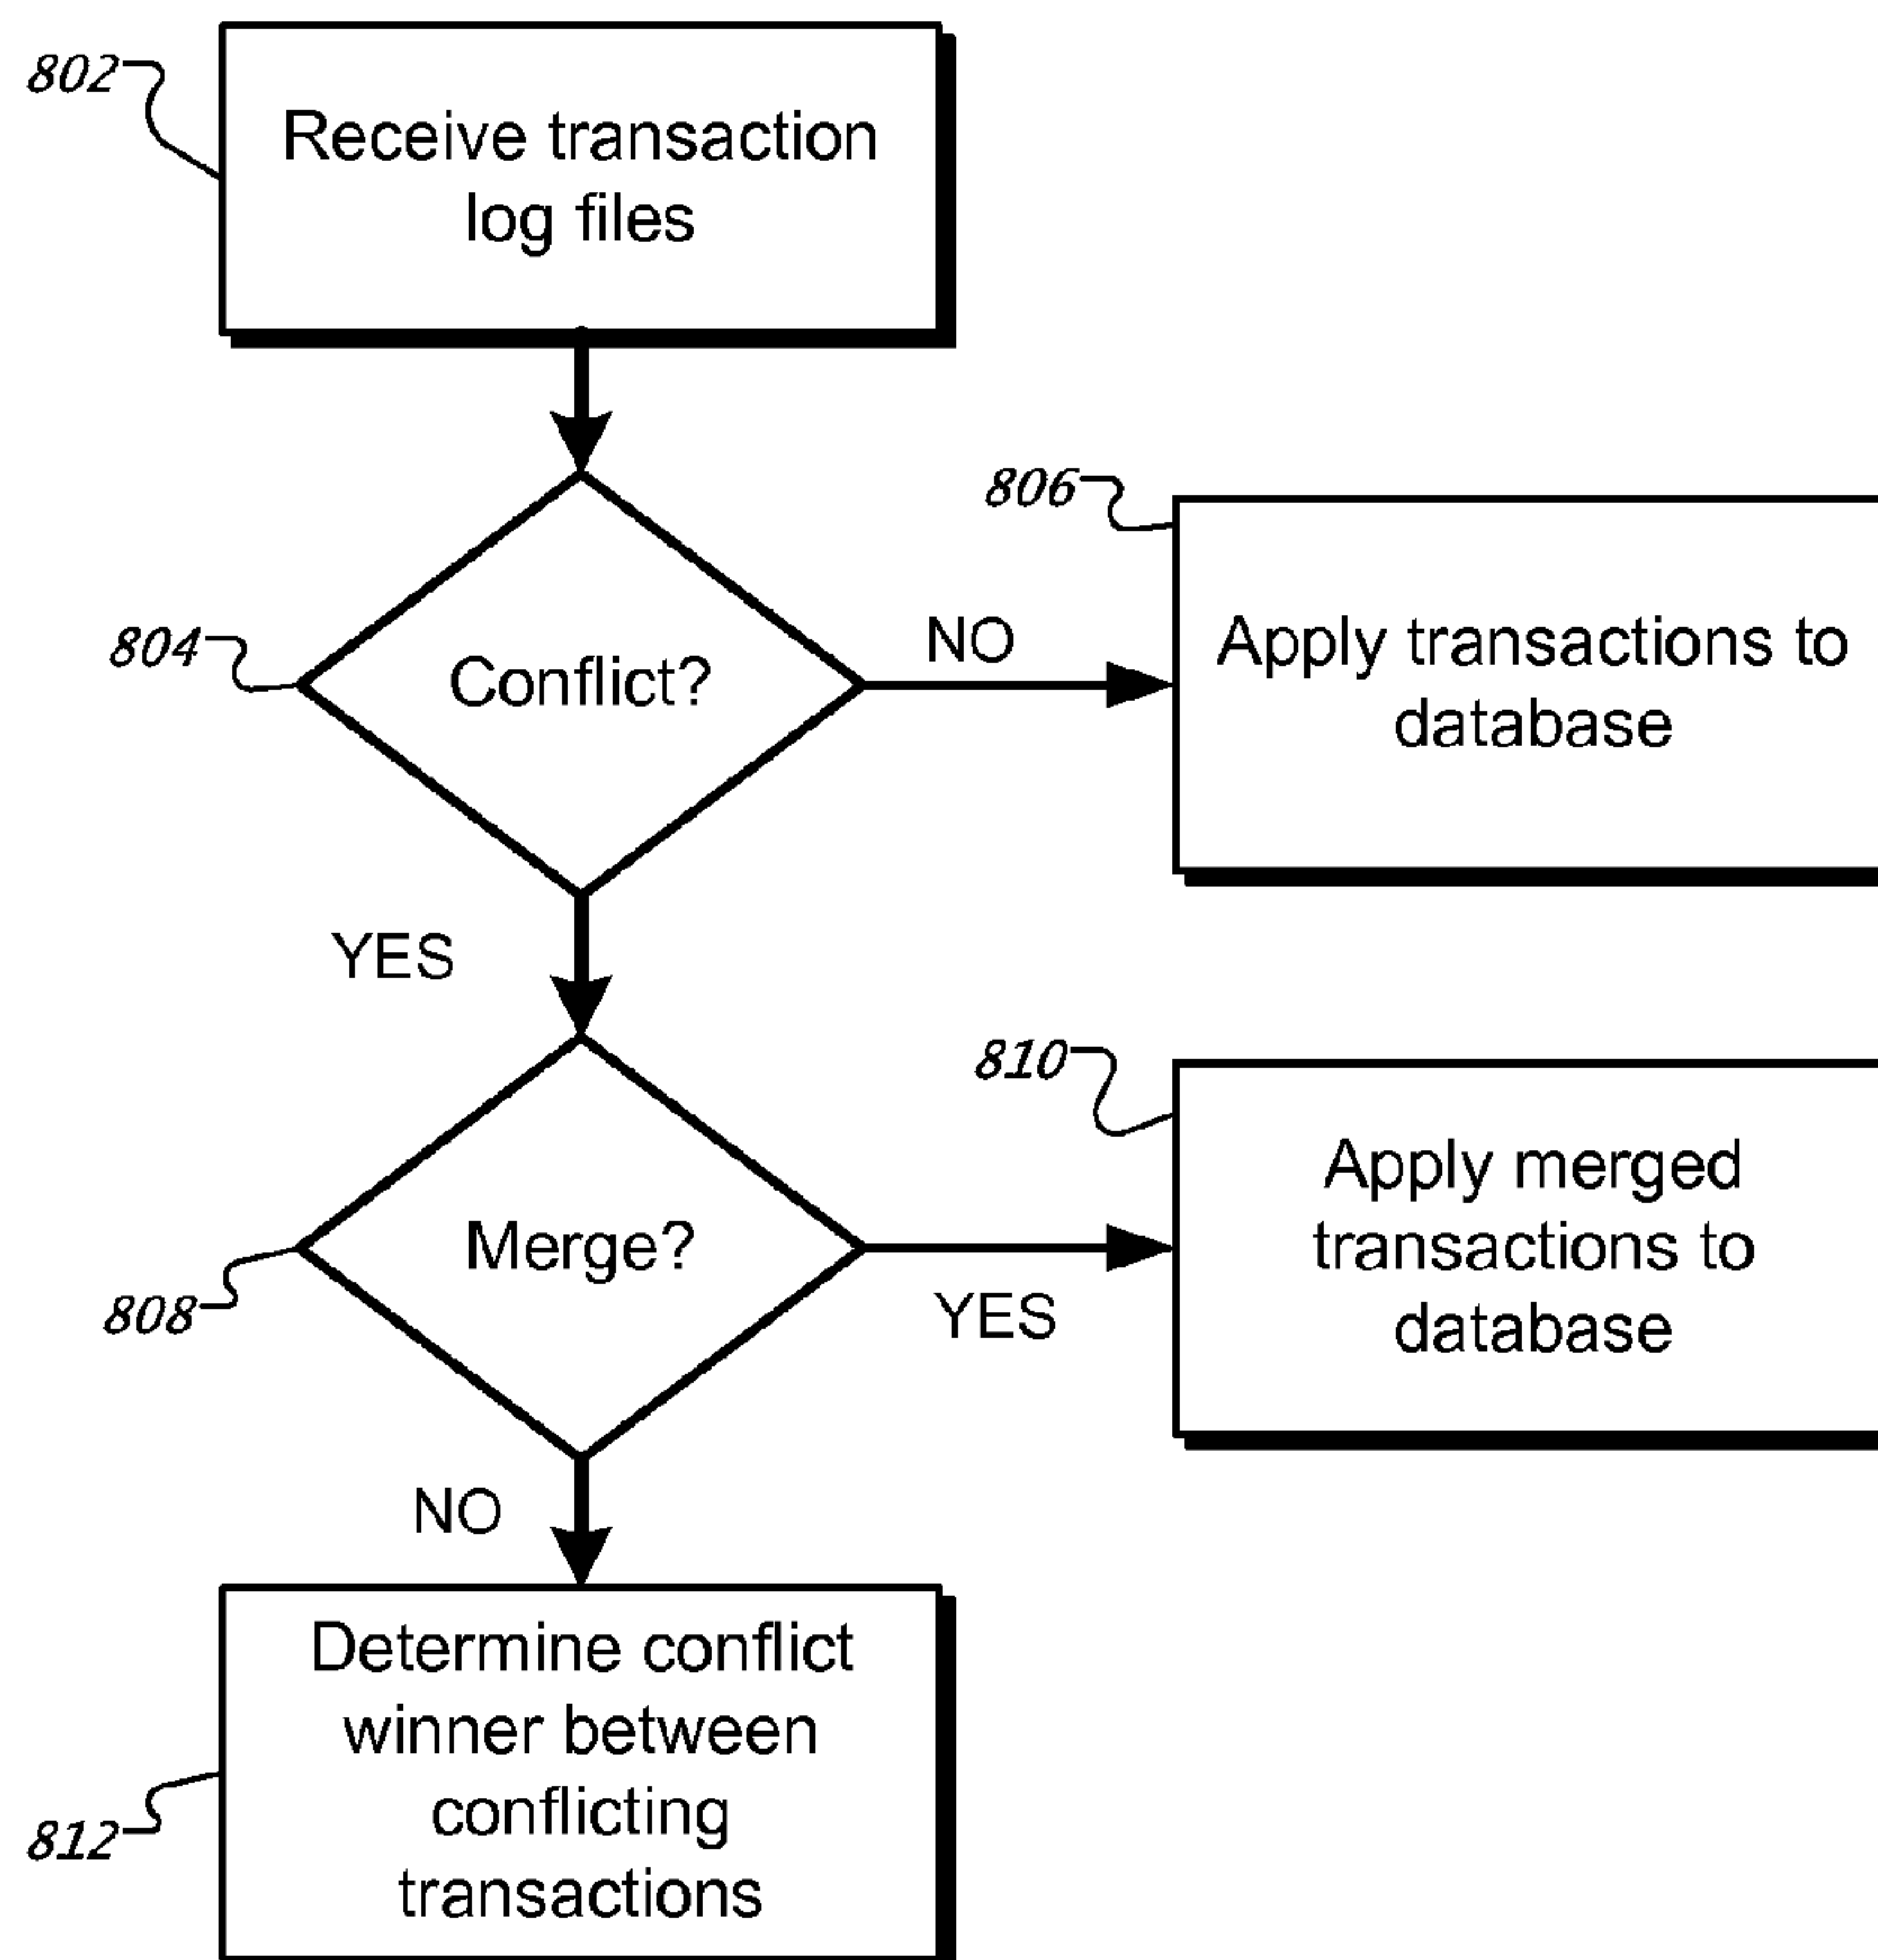 802
Receive transaction
log files
804
Conflict?
NO
806
Apply transactions to
database
YES
808
Merge?
YES
810
Apply merged
transactions to
database
NO
812
Determine conflict
winner between
conflicting
transactions